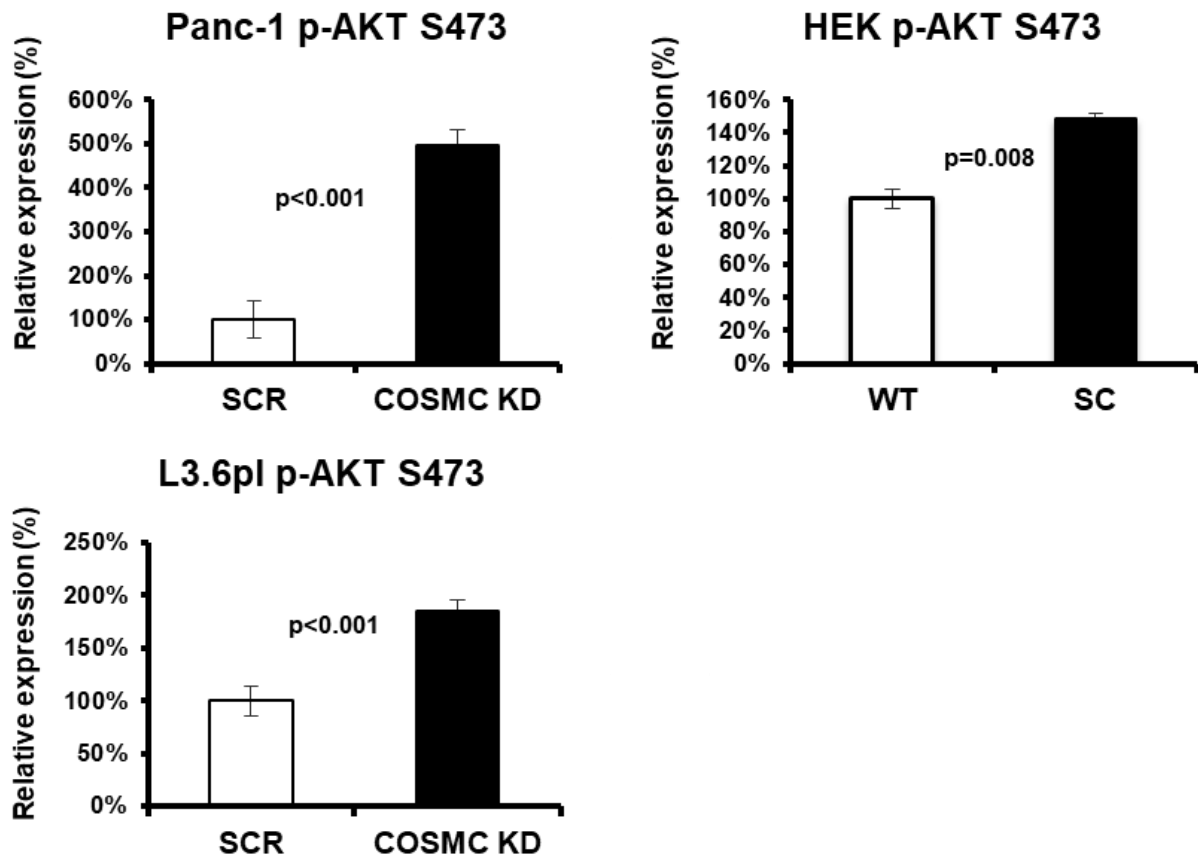 Panc-1 p-AKT S473
Relative expression (%)
600%
500%
400%
300%
200%
100%
0%
p<0.001
SCR COSMC KD
HEK p-AKT S473
Relative expression (%)
160%
140%
120%
100%
80%
60%
40%
20%
0%
p=0.008
WT SC
L3.6pl p-AKT S473
Relative expression (%)
250%
200%
150%
100%
50%
0%
p<0.001
SCR COSMC KD